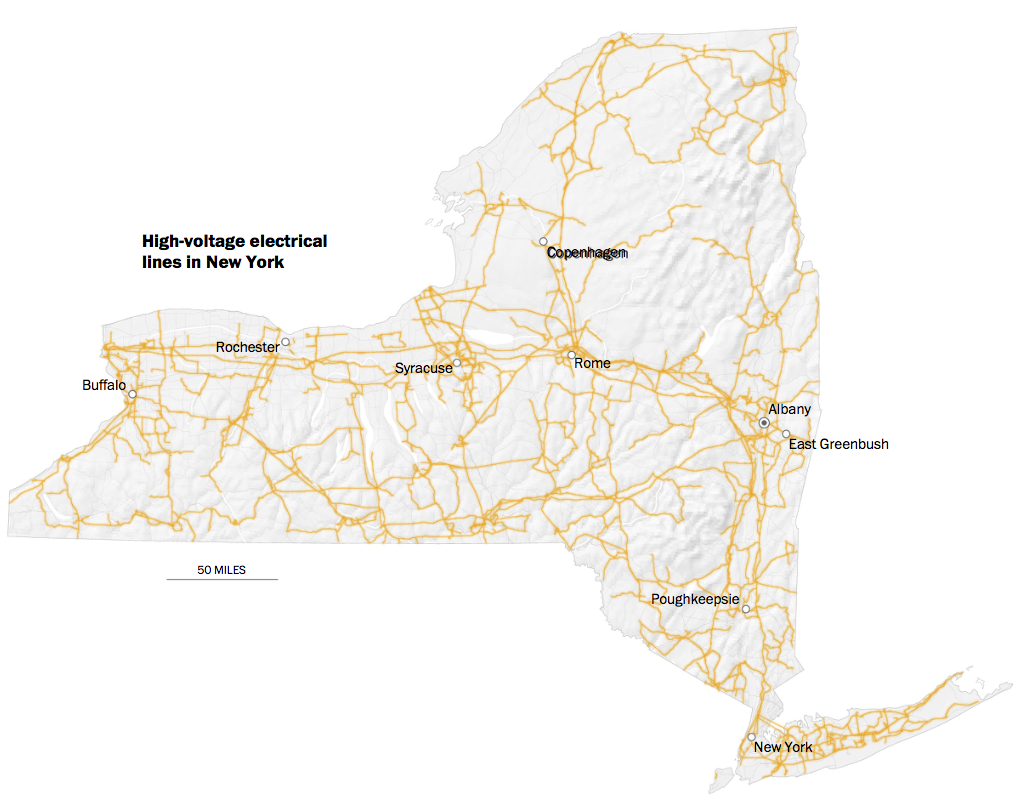 High-voltage electrical
lines in New York
Copenhagen
Rochester
Syracuse
Rome
Buffalo
Albany
East Greenbush
50 MILES
Poughkeepsie
New York